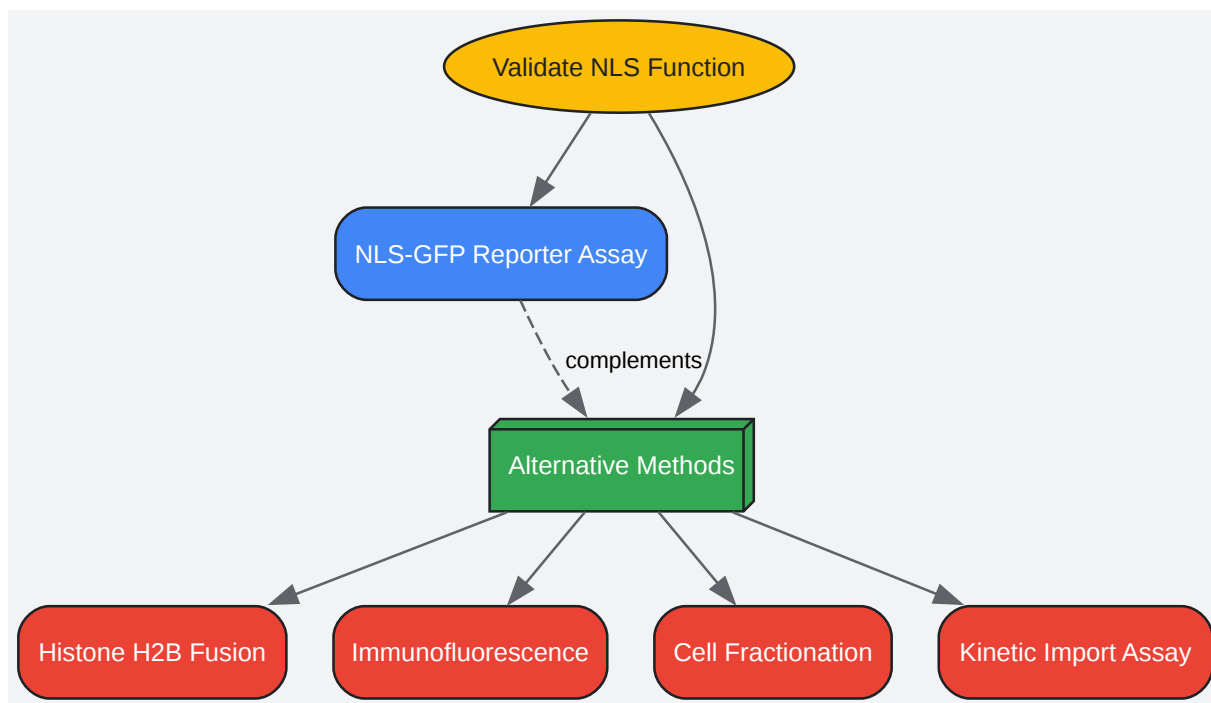 Validate NLS Function
NLS-GFP Reporter Assay
complements
Alternative Methods
Histone H2B Fusion
Immunofluorescence
Cell Fractionation
Kinetic Import Assay